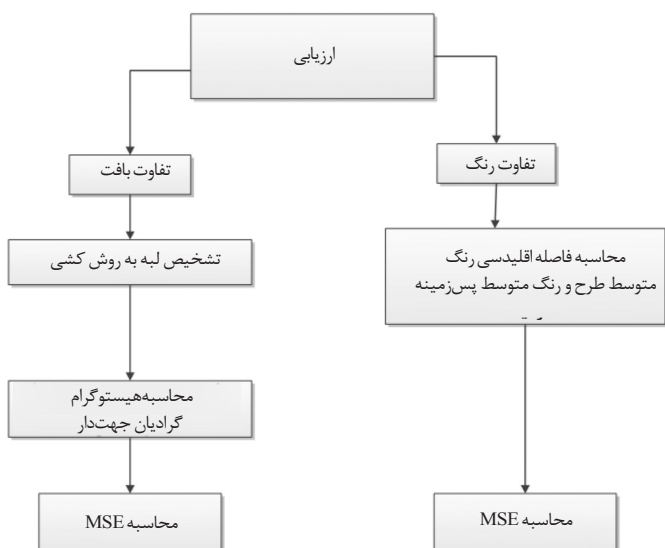 ارزیابی
تفاوت رنگ
تفاوت بافت
محاسبه فاصله اقلیدسی رنگ
متوسط طرح و رنگ متوسط پس‌زمینه
تشخیص لبه به روش کشی
محاسبه‌هیستوگرام
گرادیان جهت‌دار
محاسبه MSE
محاسبه MSE